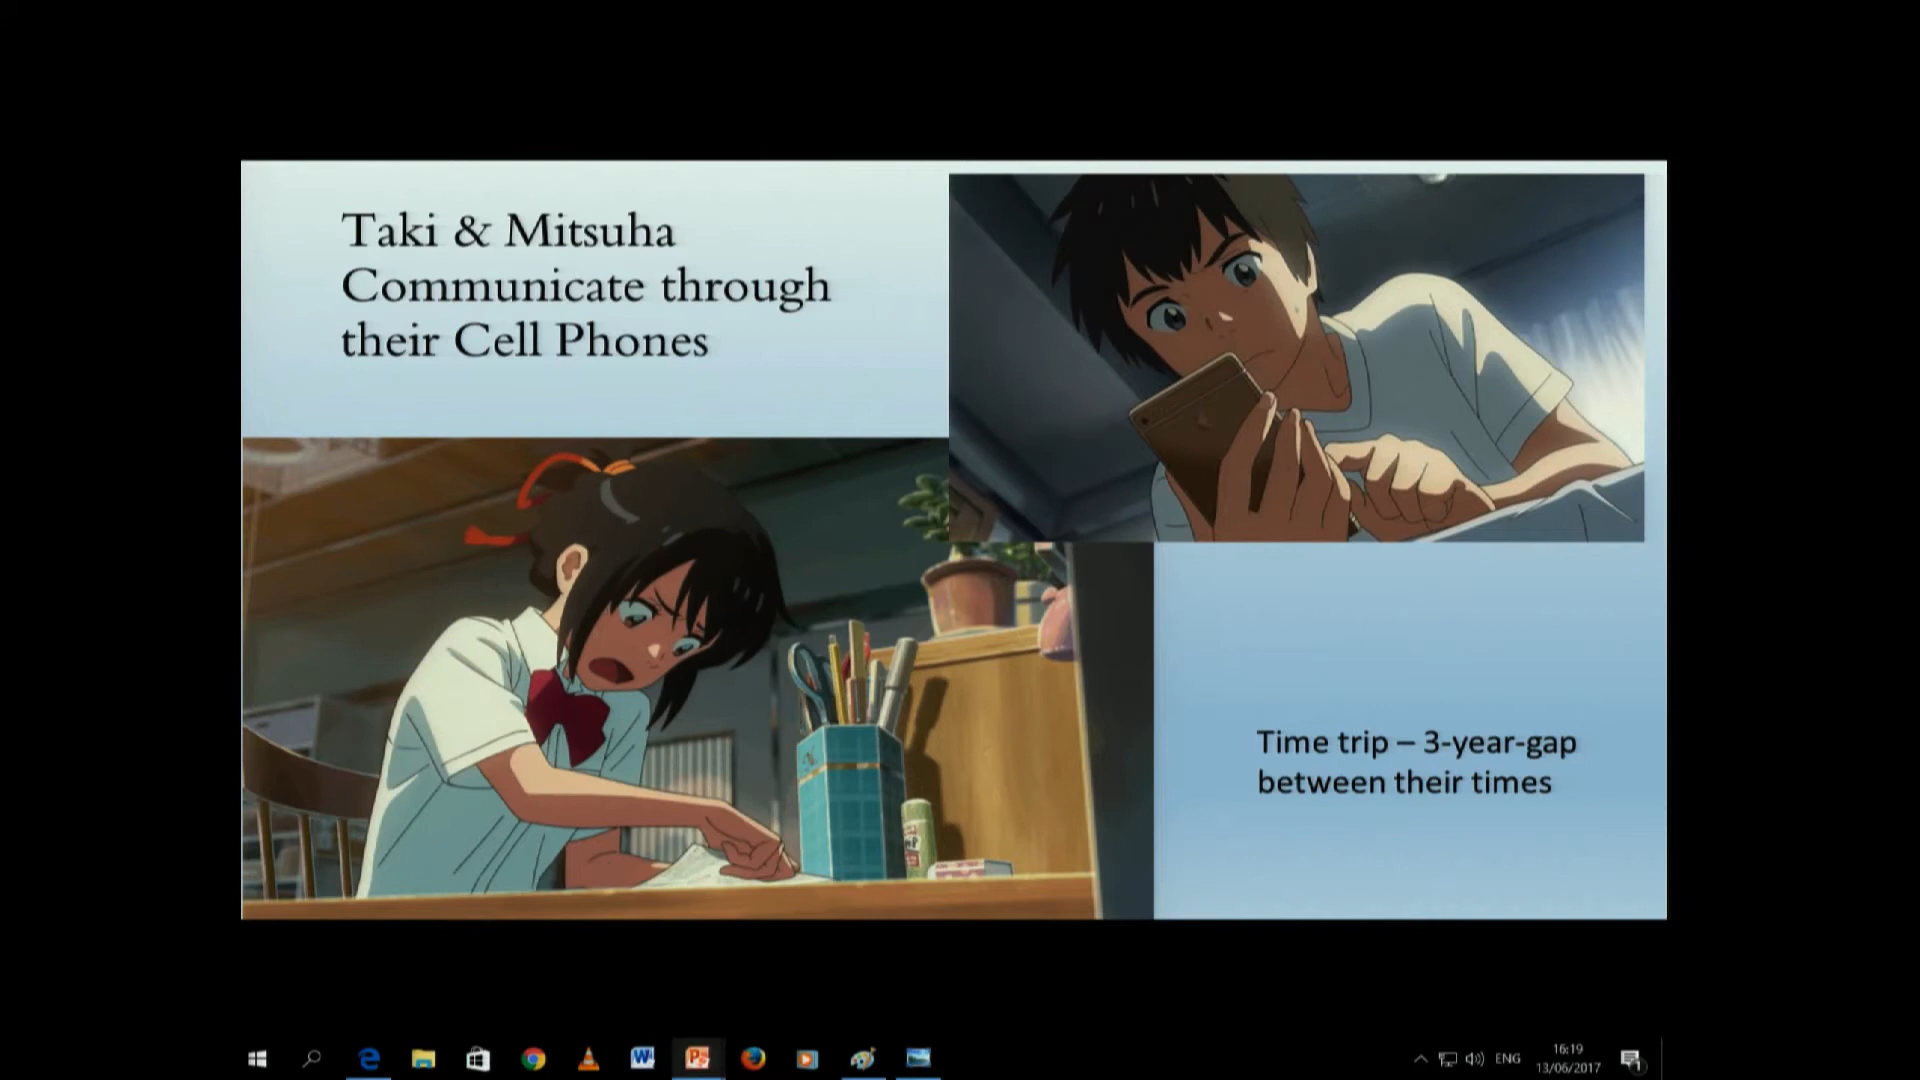 Taki & Mitsuha
Communicate through
their Cell Phones
Time trip – 3-year-gap
between their times
ENG
16:19
13/06/2017